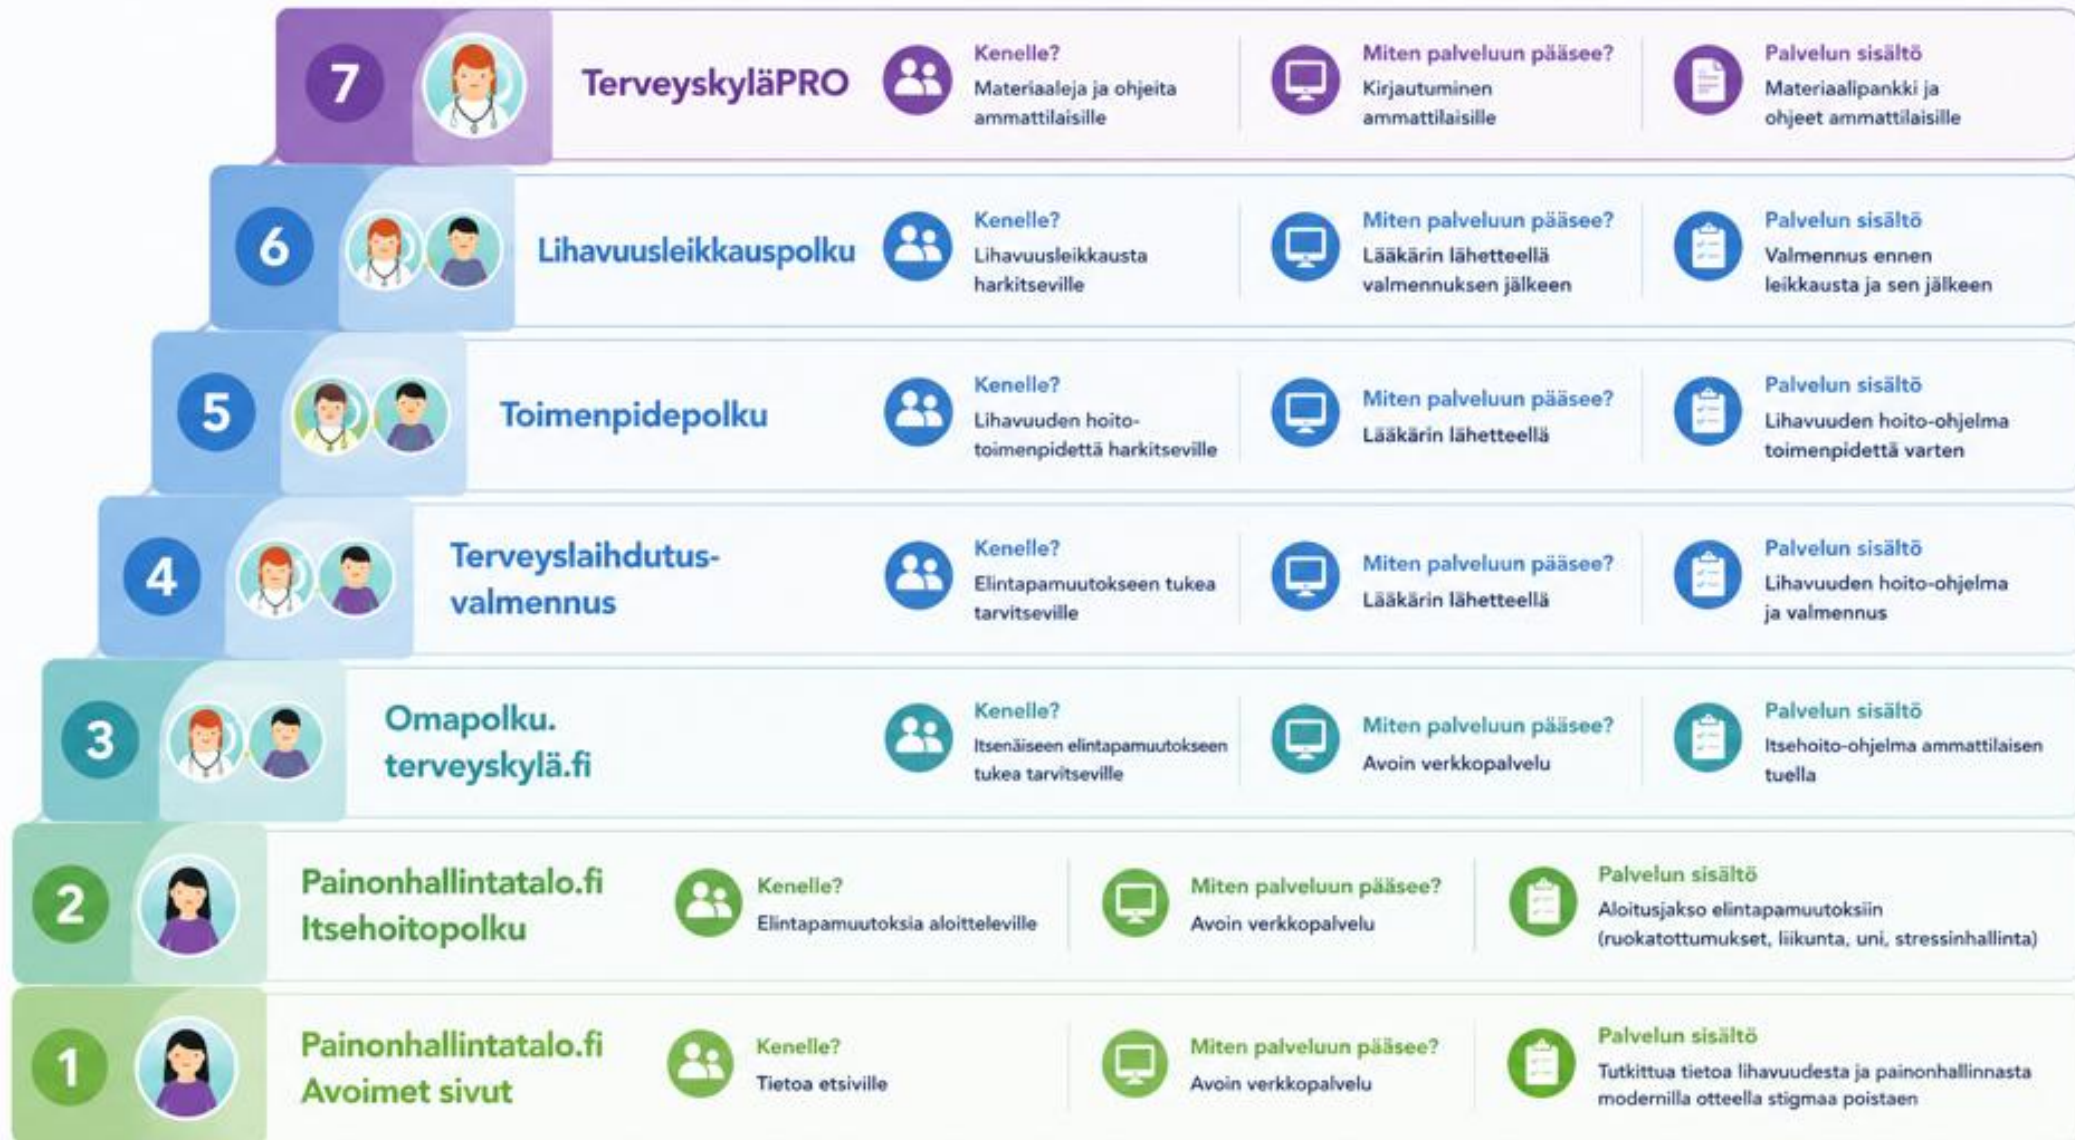 7
TerveyskyläPRO
Kenelle?
Materiaaleja ja ohjeita
ammattilaisille
Miten palveluun pääsee?
Kirjautuminen
ammattilaisille
Palvelun sisältö
Materiaalipankki ja
ohjeet ammattilaisille
6
Lihavuusleikkauspolku
Kenelle?
Lihavuusleikkausta
harkitseville
Miten palveluun pääsee?
Lääkärin lähetteellä
valmennuksen jälkeen
Palvelun sisältö
Valmennus ennen
leikkausta ja sen jälkeen
5
Toimenpidepolku
Kenelle?
Lihavuuden hoito-
toimenpidettä harkitseville
Miten palveluun pääsee?
Lääkärin lähetteellä
Palvelun sisältö
Lihavuuden hoito-ohjelma
toimenpidettä varten
4
Terveyslaihdutus-
valmennus
Kenelle?
Elintapamuutokseen tukea
tarvitseville
Miten palveluun pääsee?
Lääkärin lähetteellä
Palvelun sisältö
Lihavuuden hoito-ohjelma
ja valmennus
3
Omapolku.
terveyskylä.fi
Kenelle?
Itsenäiseen elintapamuutokseen
tukea tarvitseville
Miten palveluun pääsee?
Avoin verkkopalvelu
Palvelun sisältö
Itsehoito-ohjelma ammattilaisen
tuella
2
Painonhallintatalo.fi
Itsehoitopolku
Kenelle?
Elintapamuutoksia aloitteleville
Miten palveluun pääsee?
Avoin verkkopalvelu
Palvelun sisältö
Aloitusjakso elintapamuutoksiin
(ruokatottumukset, liikunta, uni, stressinhallinta)
1
Painonhallintatalo.fi
Avoimet sivut
Kenelle?
Tietoa etsiville
Miten palveluun pääsee?
Avoin verkkopalvelu
Palvelun sisältö
Tutkittua tietoa lihavuudesta ja painonhallinnasta
modernilla otteella stigmaa poistaen